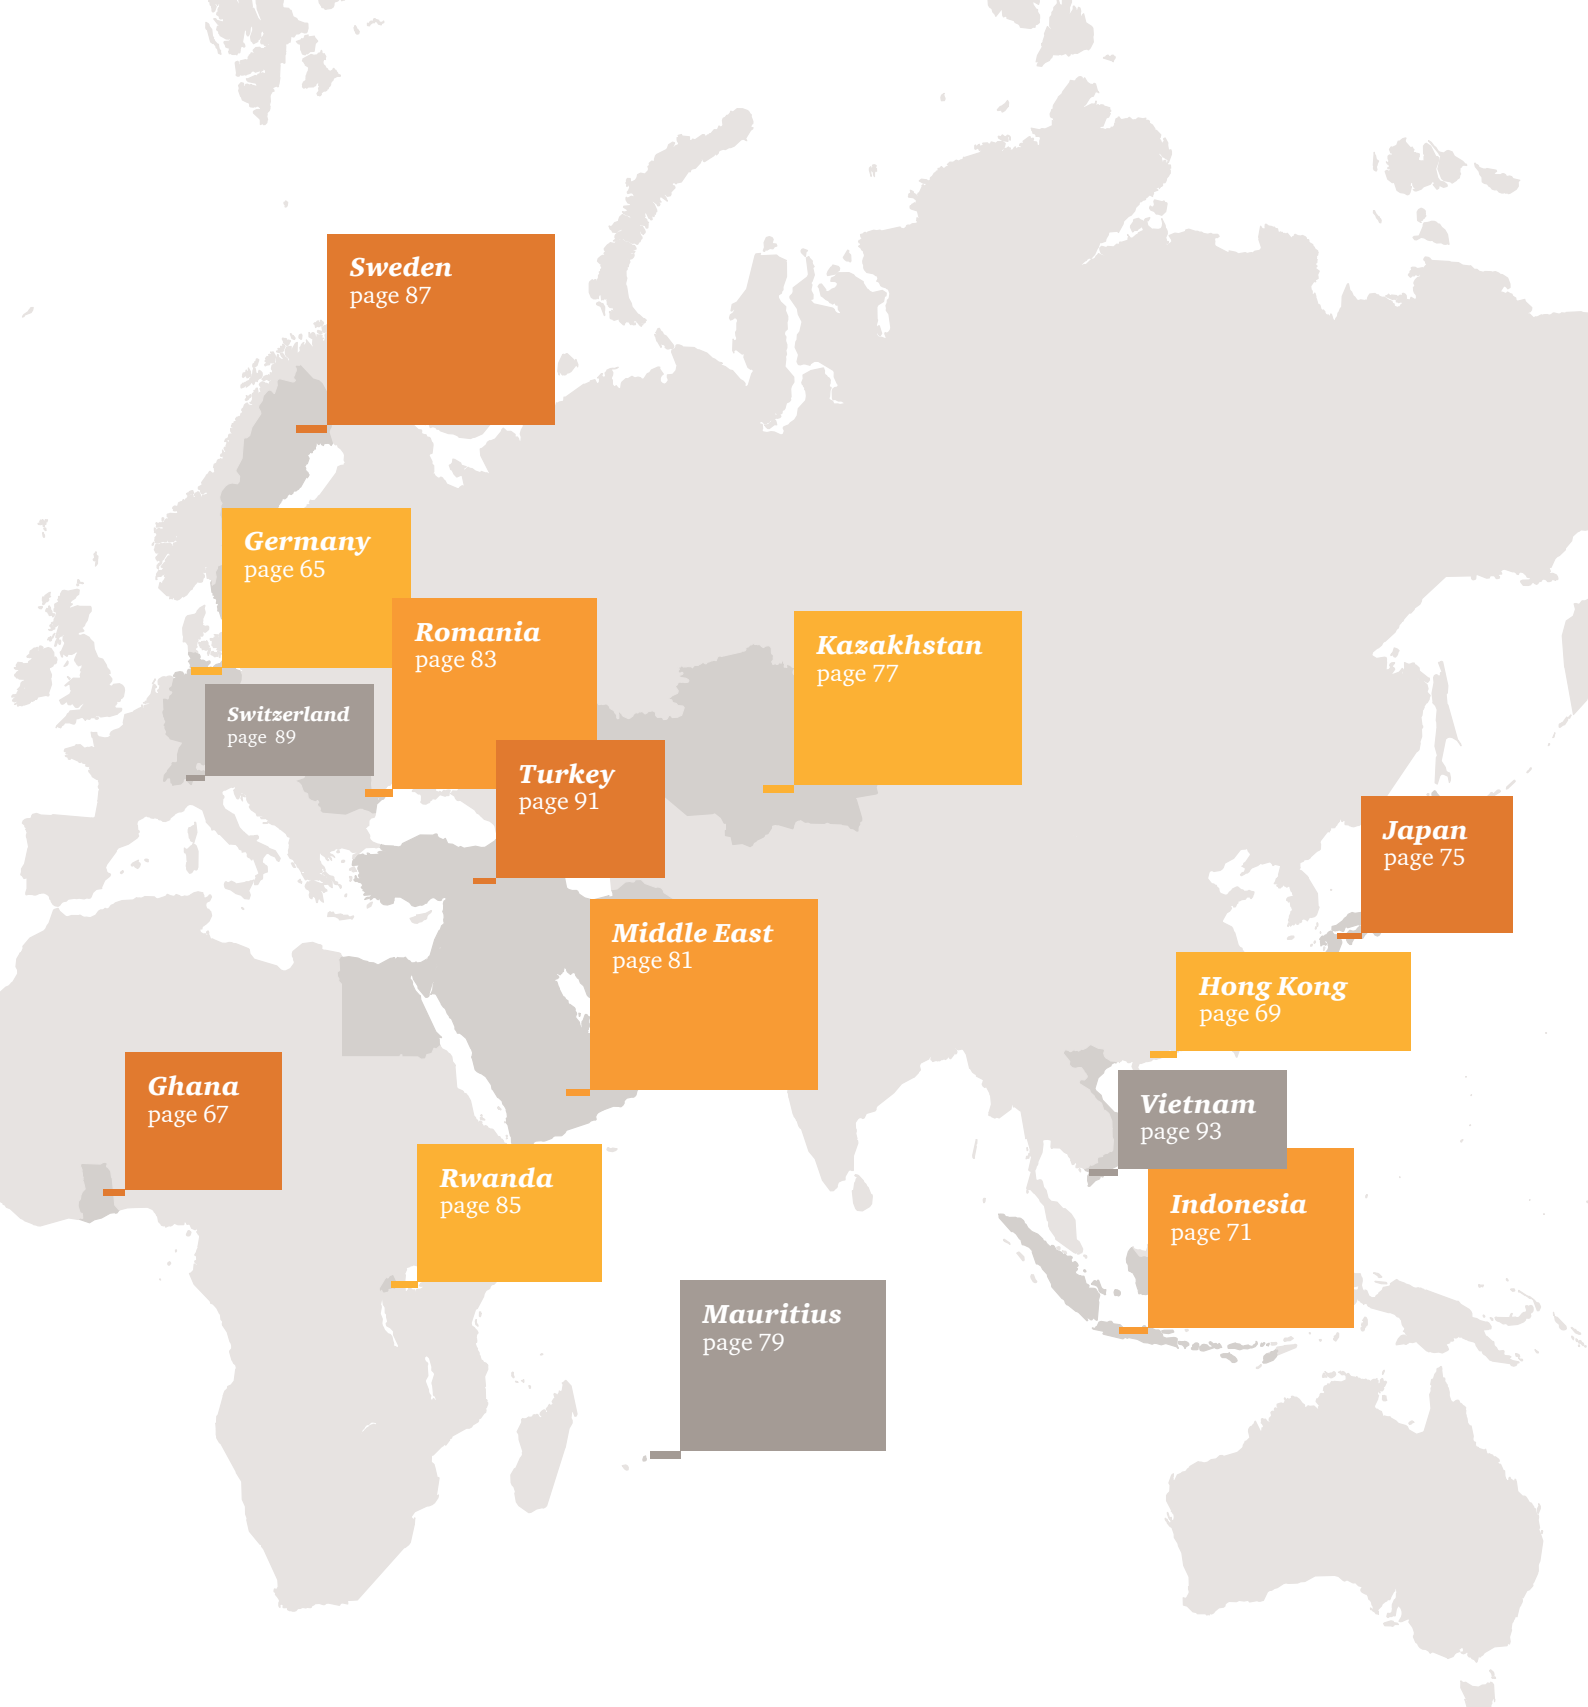 Sweden
page 87
Germany
page 65
Romania
page 83
Kazakhstan
page 77
Switzerland
page 89
Turkey
page 91
Japan
page 75
Middle East
page 81
Hong Kong
page 69
Ghana
page 67
Vietnam
page 93
Rwanda
page 85
Indonesia
page 71
Mauritius
page 79